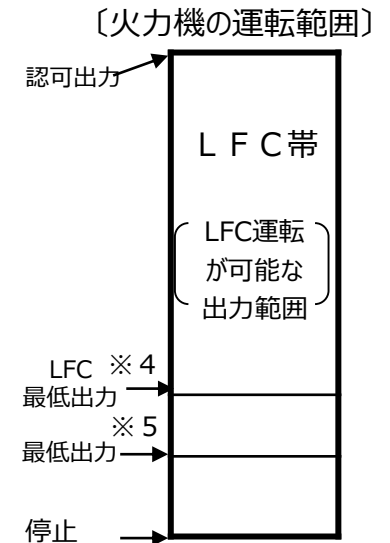 〔火力機の運転範囲〕
認可出力
ＬＦＣ帯
LFC運転
が可能な
出力範囲
LFC ※４
最低出力
※５
最低出力
停止